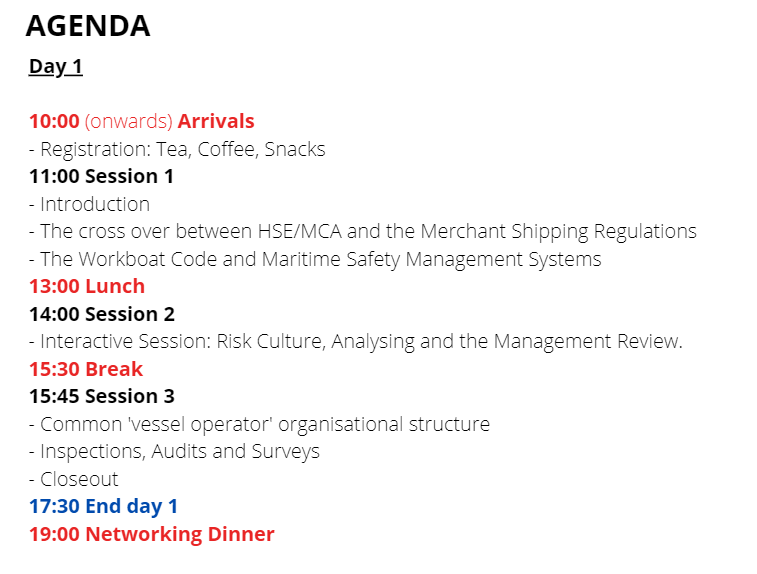 AGENDA
Day 1
10:00 (onwards) Arrivals
- Registration: Tea, Coffee, Snacks
11:00 Session 1
- Introduction
- The cross over between HSE/MCA and the Merchant Shipping Regulations
- The Workboat Code and Maritime Safety Management Systems
13:00 Lunch
14:00 Session 2
- Interactive Session: Risk Culture, Analysing and the Management Review.
15:30 Break
15:45 Session 3
- Common 'vessel operator' organisational structure
- Inspections, Audits and Surveys
- Closeout
17:30 End day 1
19:00 Networking Dinner